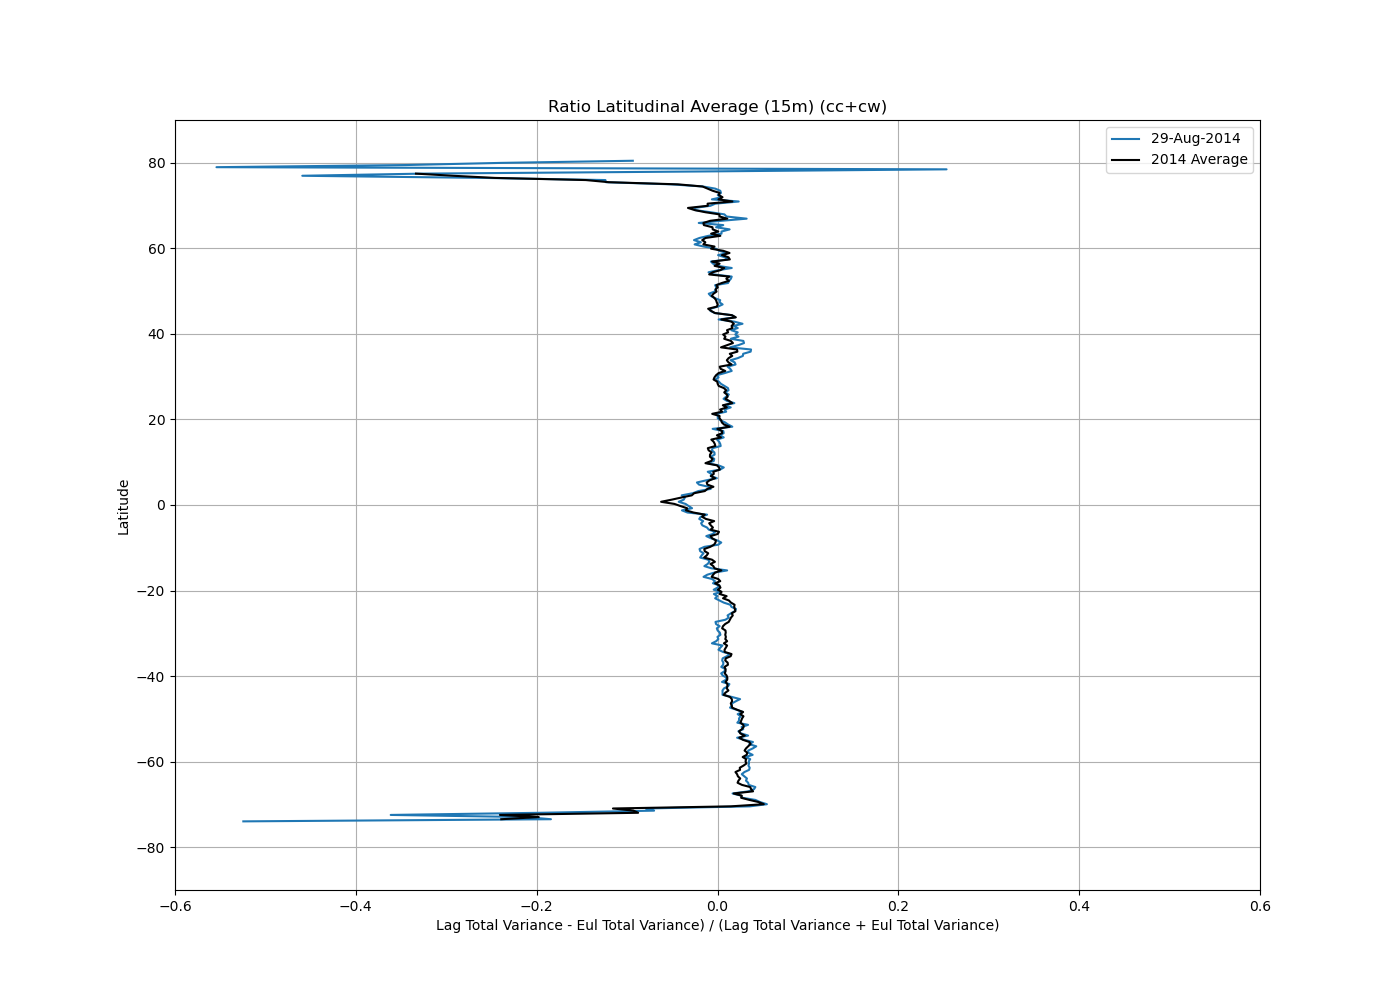 Ratio Latitudinal Average (15m) (cc+cw)
29-Aug-2014
2014 Average
80
60
40
20
0
−20
−40
−60
−80
Latitude
−0.6 −0.4 −0.2 0.0 0.2 0.4 0.6
Lag Total Variance - Eul Total Variance) / (Lag Total Variance + Eul Total Variance)